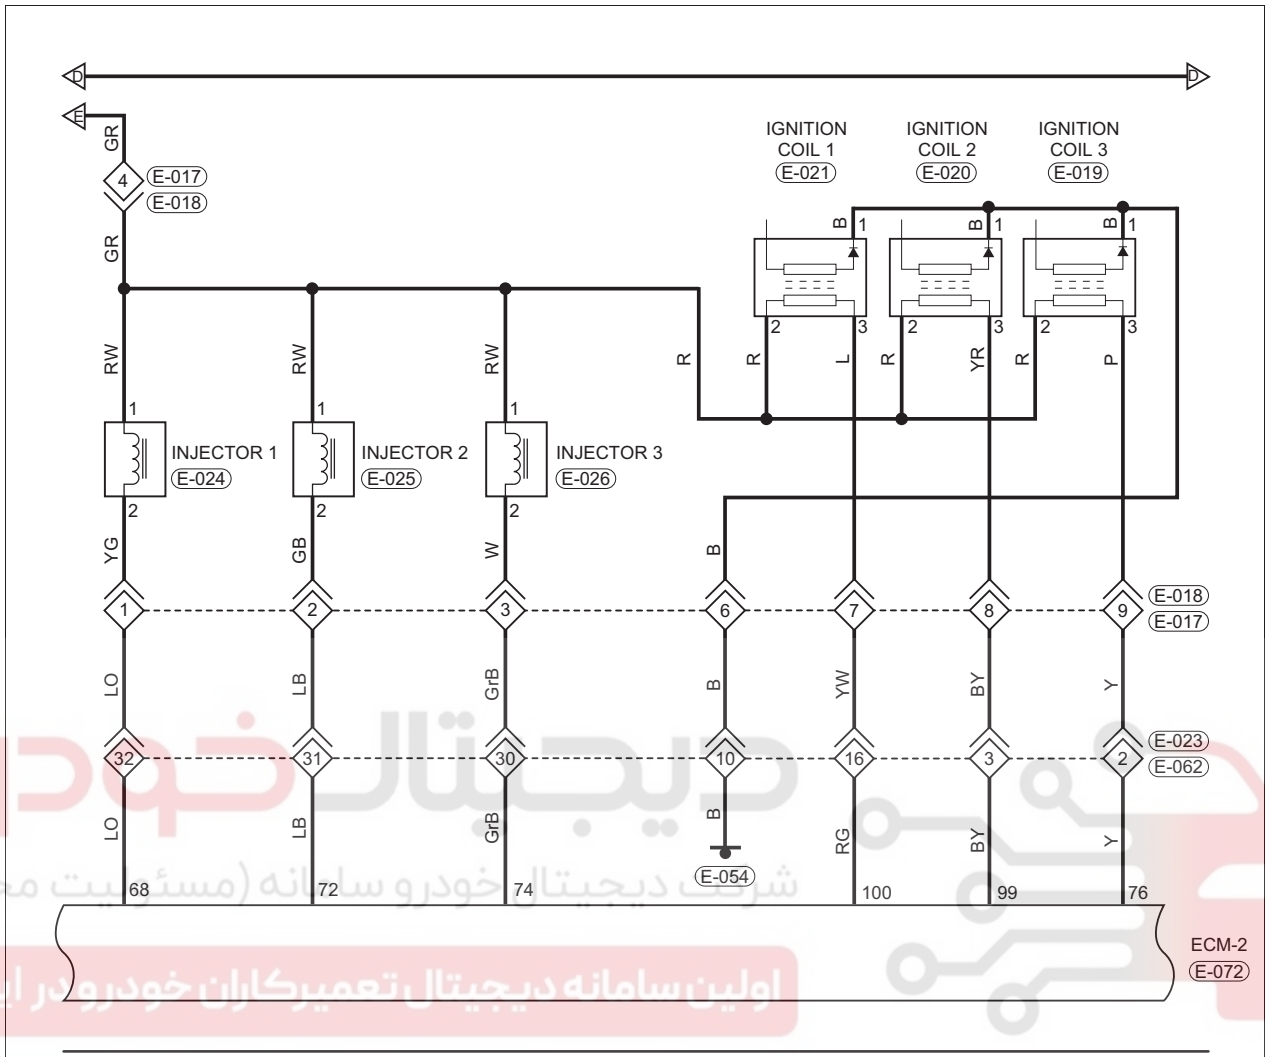 D
D
E
GR
4
E-017
E-018
GR
IGNITION
COIL 1
E-021
IGNITION
COIL 2
E-020
IGNITION
COIL 3
E-019
B 1
B 1
B 1
2 3
2 3
2 3
RW
RW
RW
R
R
L
R
YR
R
P
1
1
1
INJECTOR 1
E-024
INJECTOR 2
E-025
INJECTOR 3
E-026
2
2
2
YG
GB
W
B
1
2
3
6
7
8
9
E-018
E-017
LO
LB
GrB
B
YW
BY
Y
32
31
30
10
16
3
2
E-023
E-062
دیجیتال خودر
LO
LB
GrB
B
RG
BY
Y
E-054
شرکت دیجیتال خودرو سامانه (مسئولیت مح
68
72
74
100
99
76
ECM-2
E-072
اولین سامانه دیجیتال تعمیرکاران خودرو در ایر